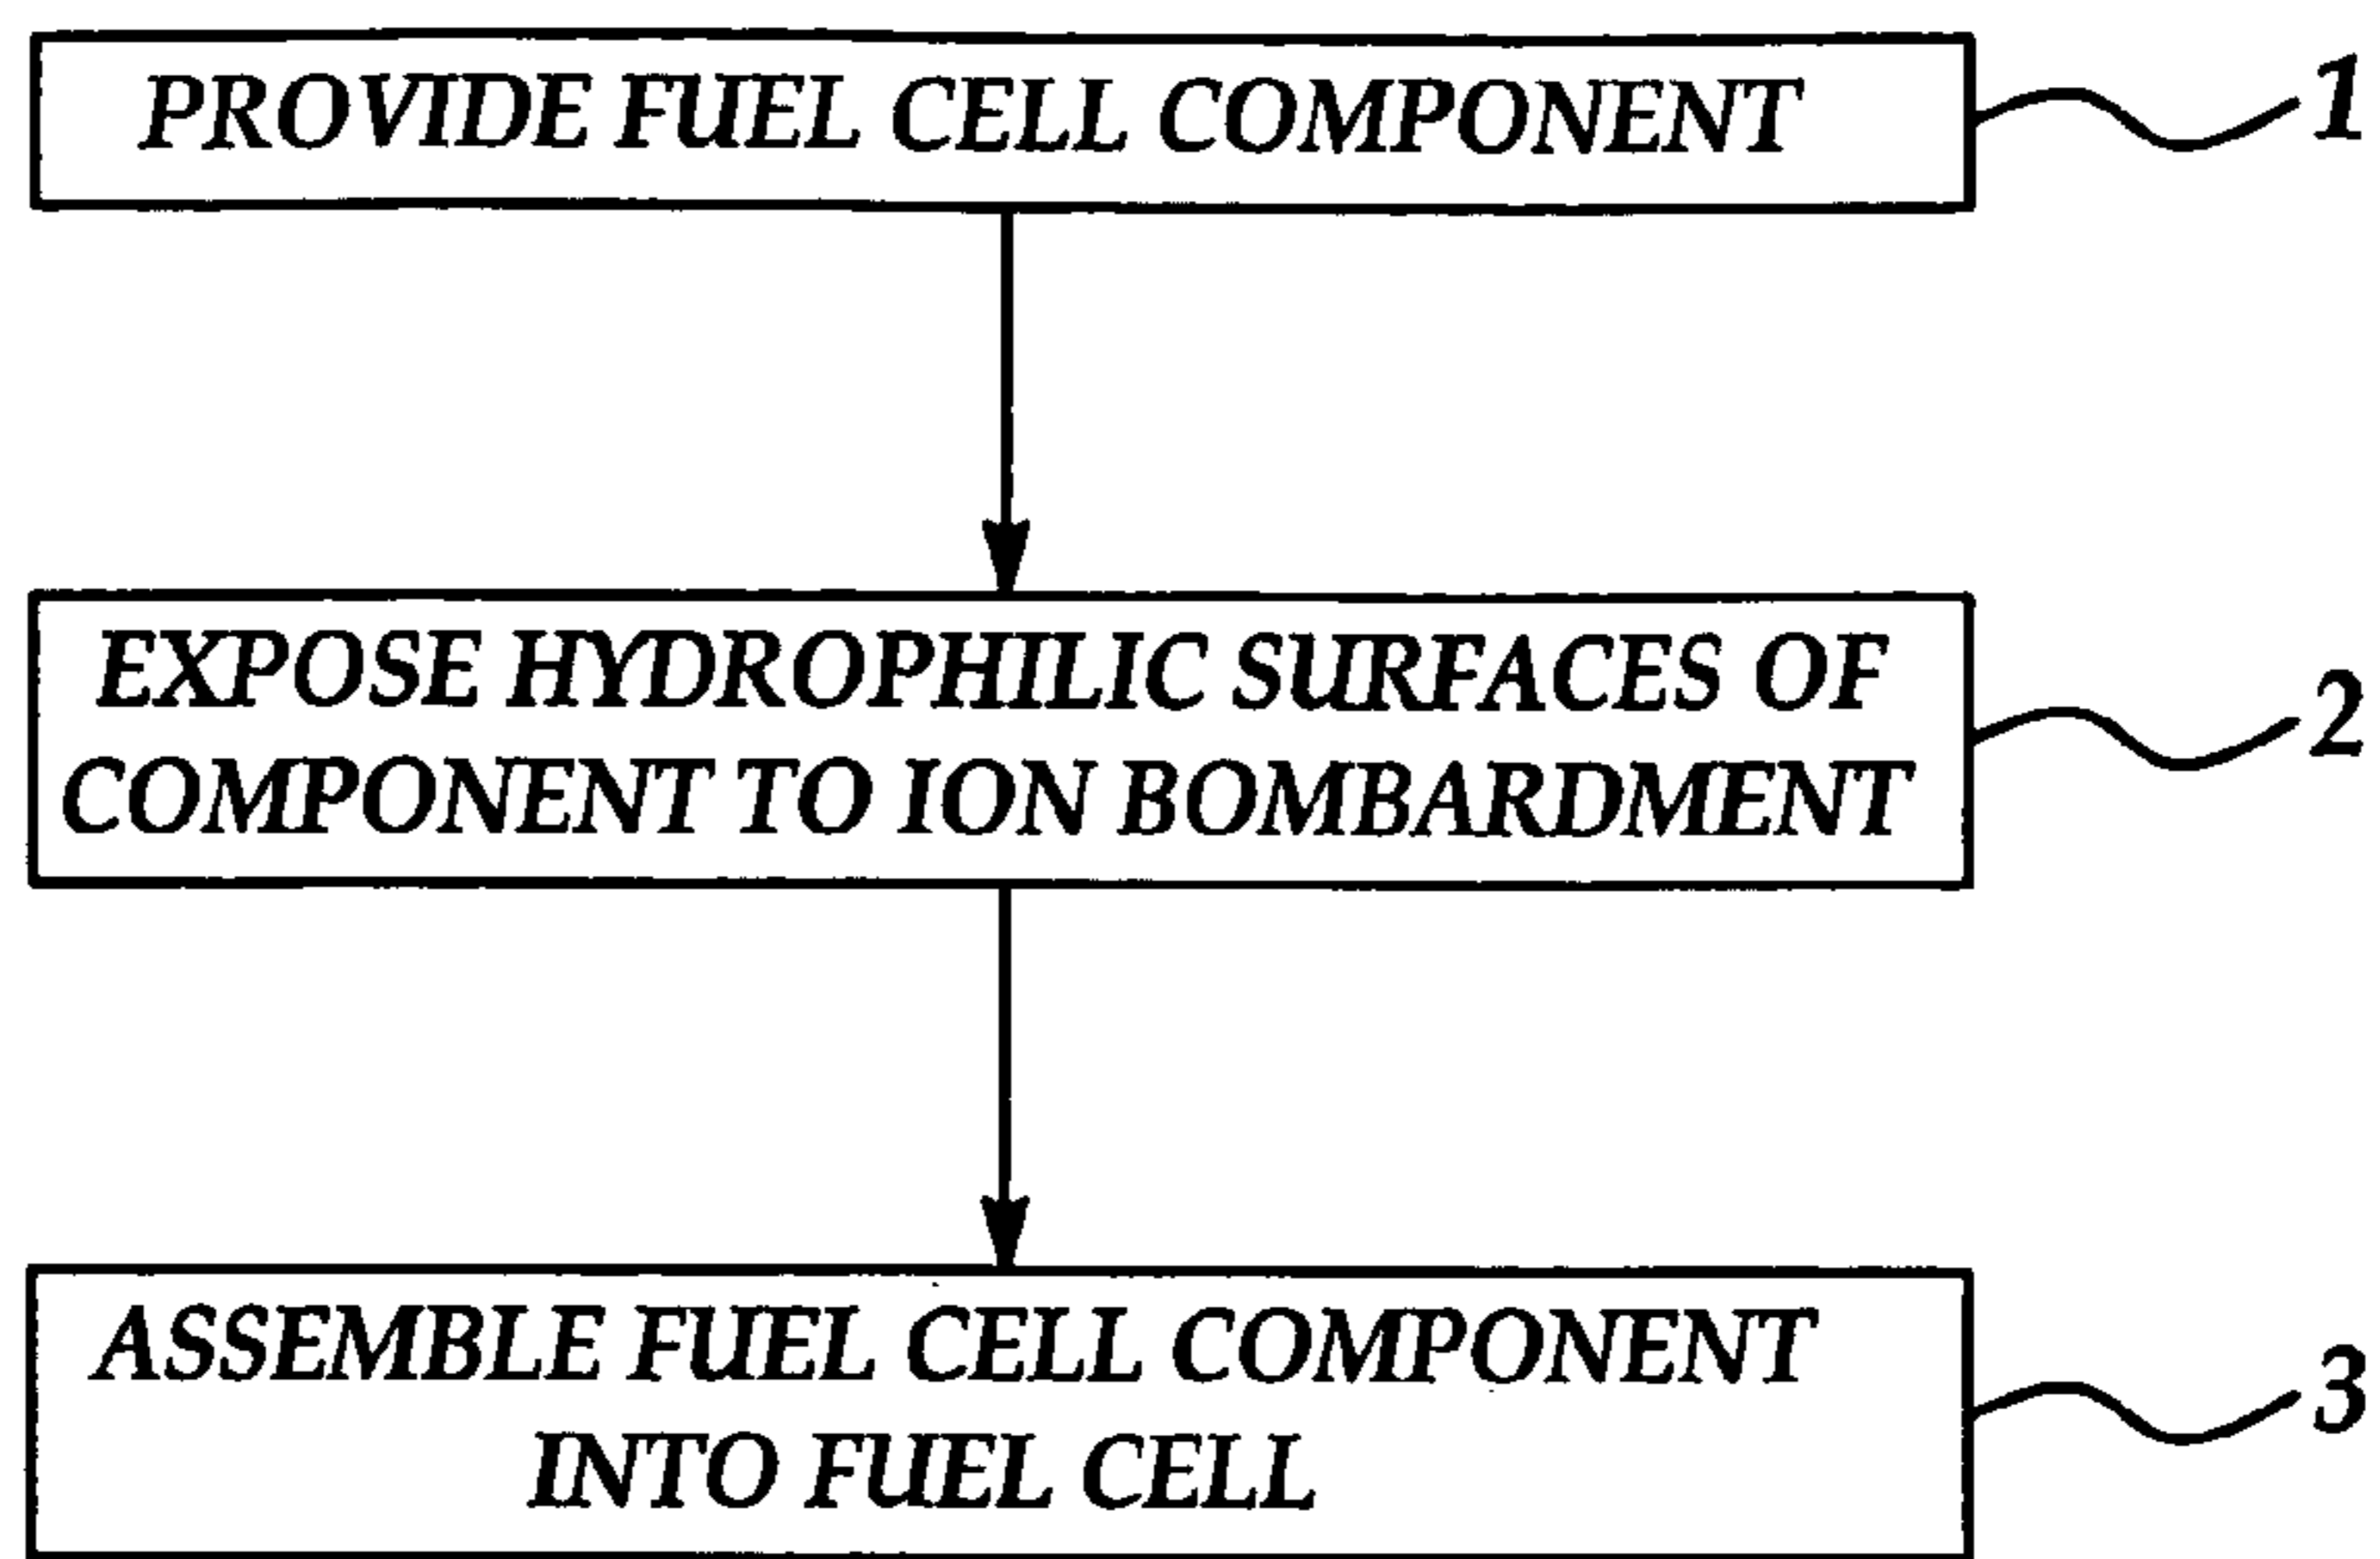 PROVIDE FUEL CELL COMPONENT
1
EXPOSE HYDROPHILIC SURFACES OF
COMPONENT TO ION BOMBARDMENT
2
ASSEMBLE FUEL CELL COMPONENT
INTO FUEL CELL
3